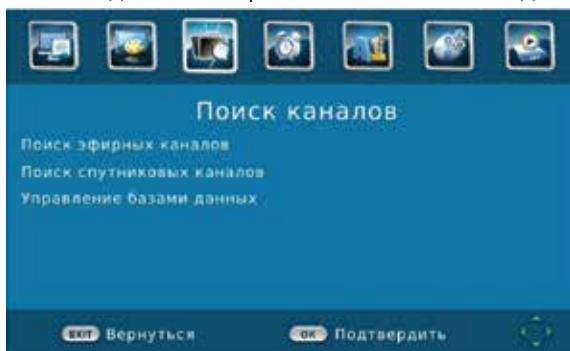 Поиск каналов
Поиск эфирных каналов
Поиск спутниковых каналов
Управление базами данных
EXIT Вернуться OK Подтвердить